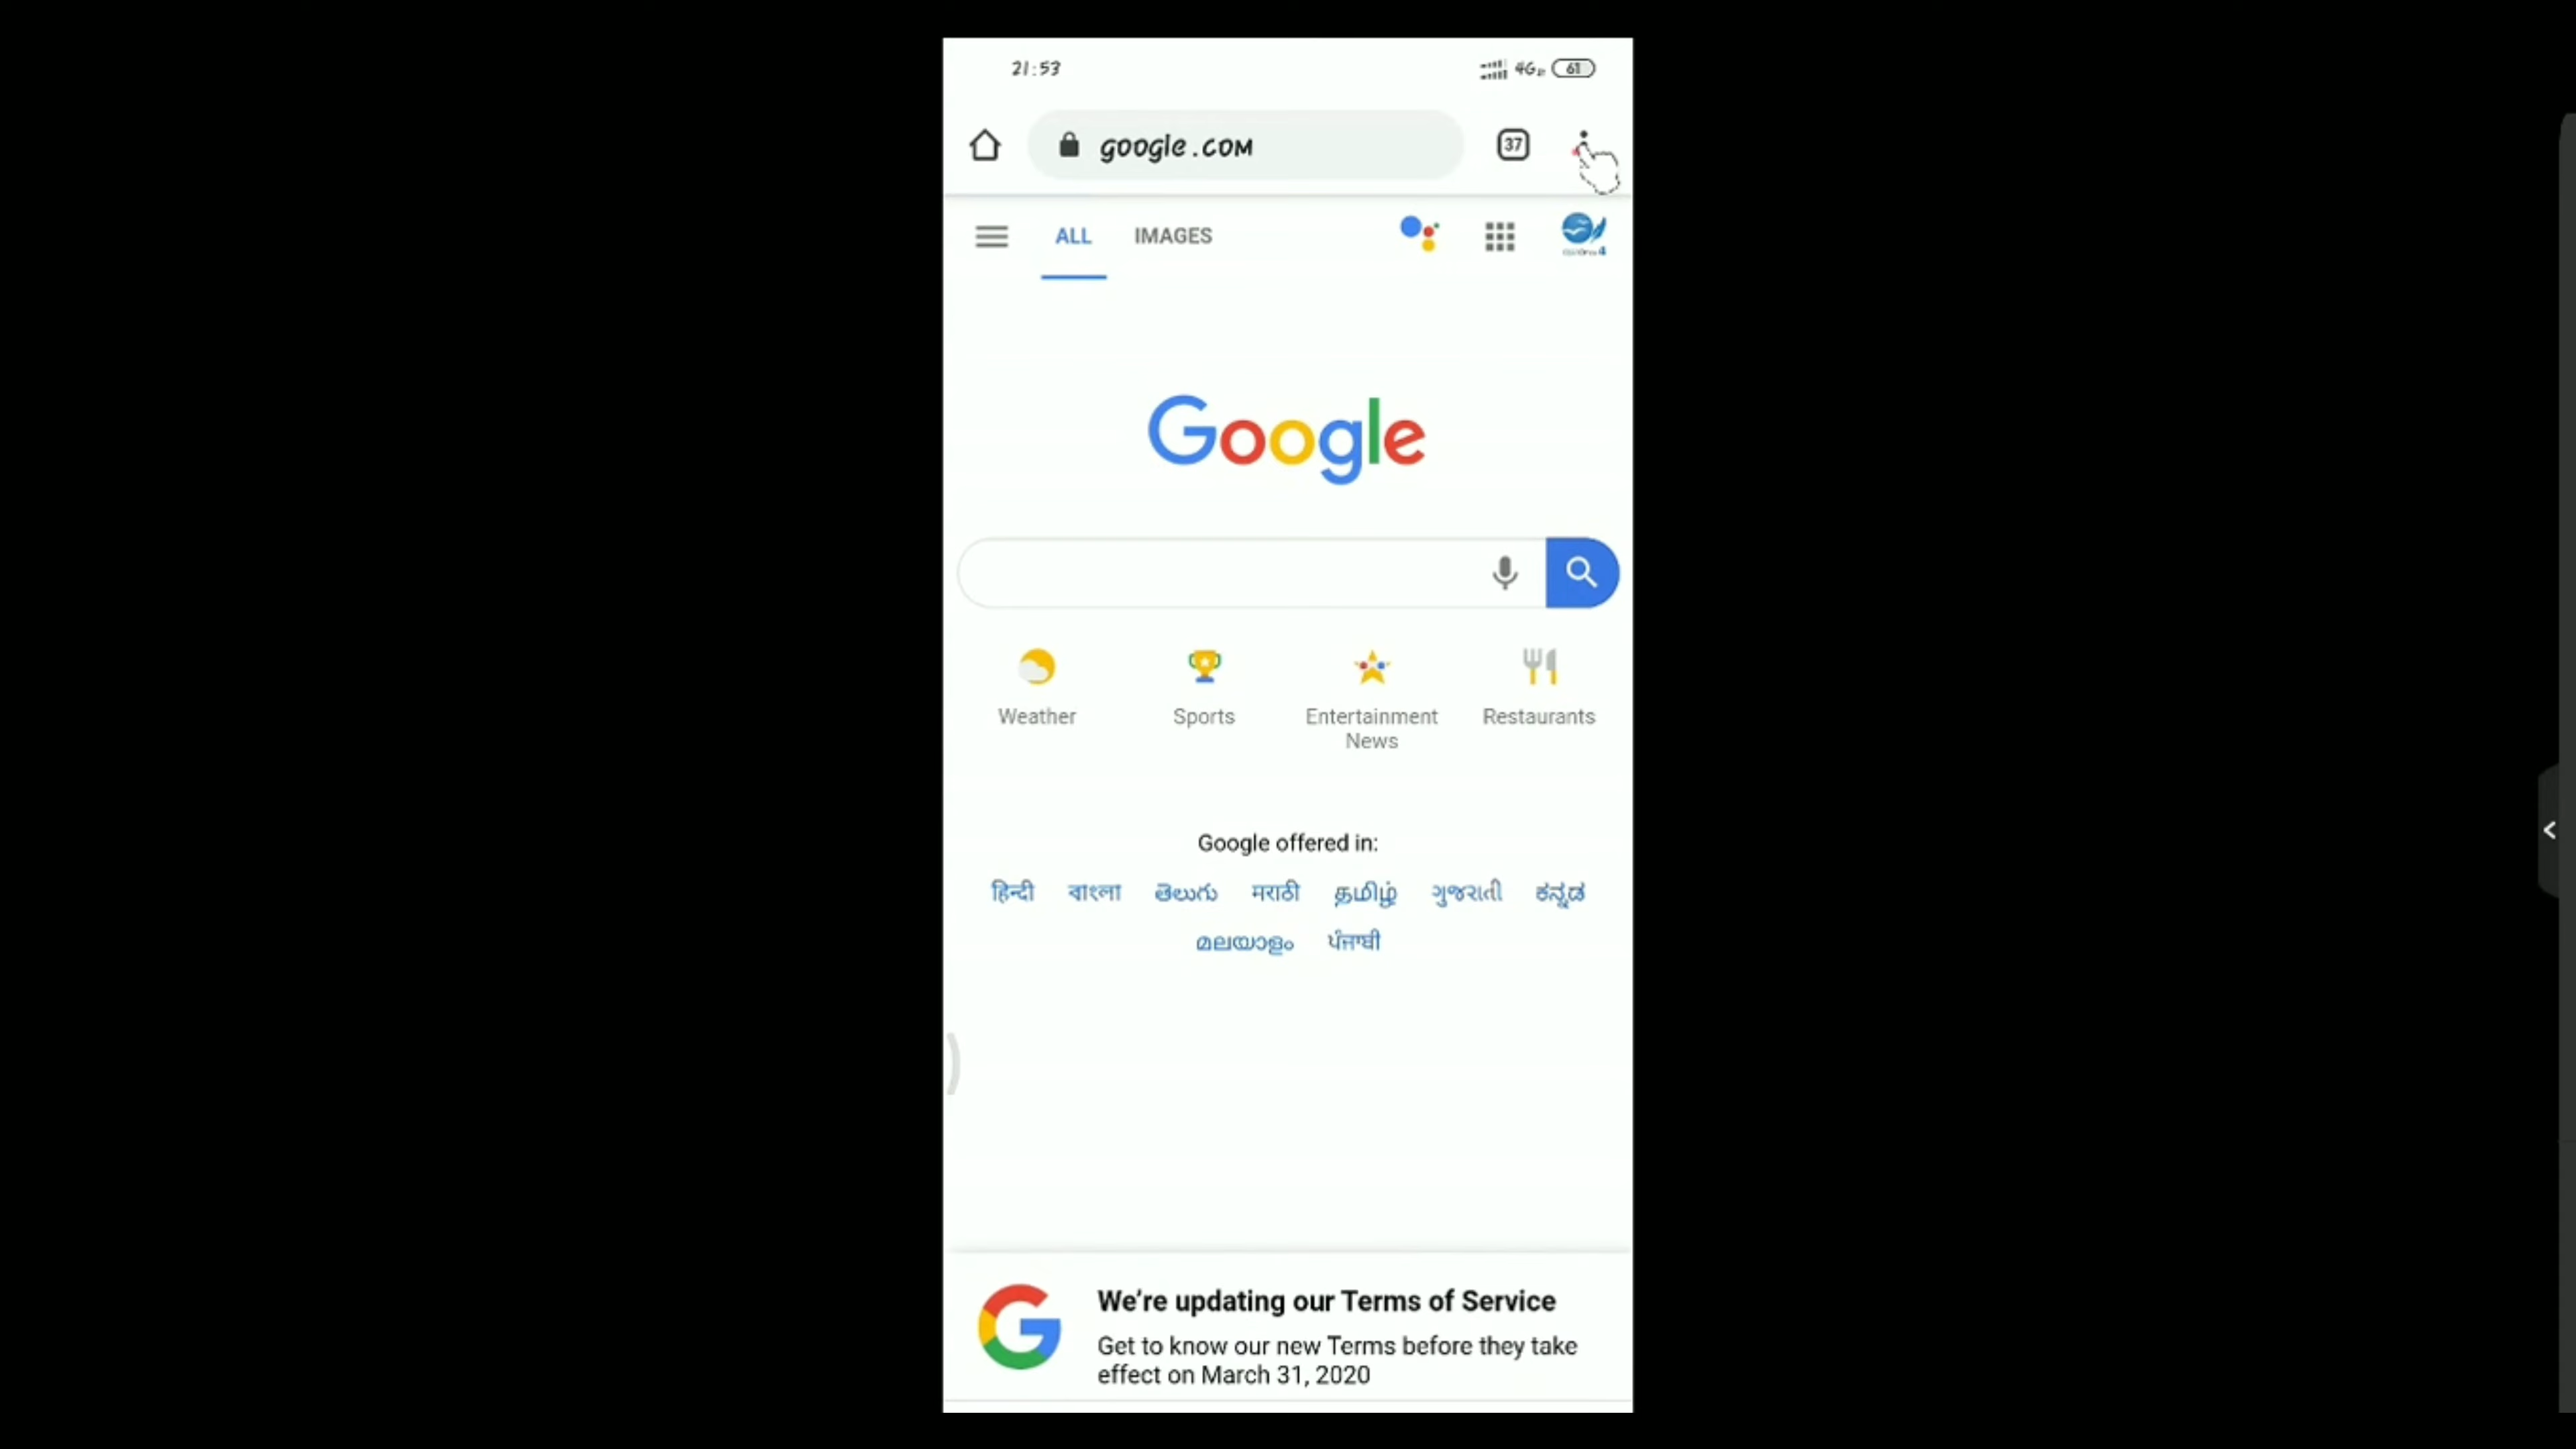 21:53 4G 61
google.com 37
ALL IMAGES
Google
Weather Sports Entertainment News Restaurants
Google offered in:
हिन्दी বাংলা తెలుగు मराठी தமிழ் ગુજરાતી ಕನ್ನಡ
മലയാളം ਪੰਜਾਬੀ
We're updating our Terms of Service
Get to know our new Terms before they take
effect on March 31, 2020